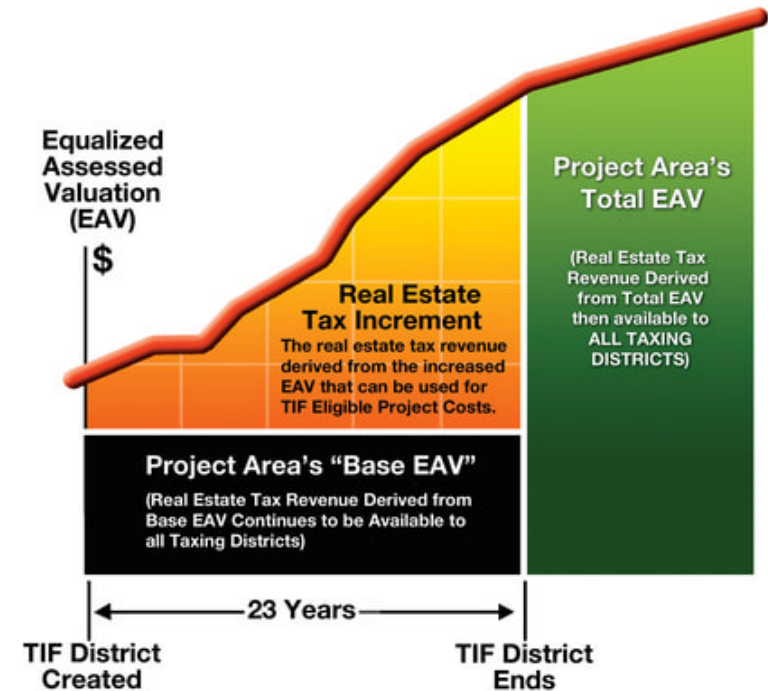 Equalized
Assessed
Valuation
(EAV)
$
Project Area's
Total EAV
(Real Estate Tax
Revenue Derived
from Total EAV
then available to
ALL TAXING
DISTRICTS)
Real Estate
Tax Increment
The real estate tax revenue
derived from the increased
EAV that can be used for
TIF Eligible Project Costs.
Project Area's “Base EAV”
(Real Estate Tax Revenue Derived from
Base EAV Continues to be Available to
all Taxing Districts)
23 Years
TIF District
Created
TIF District
Ends